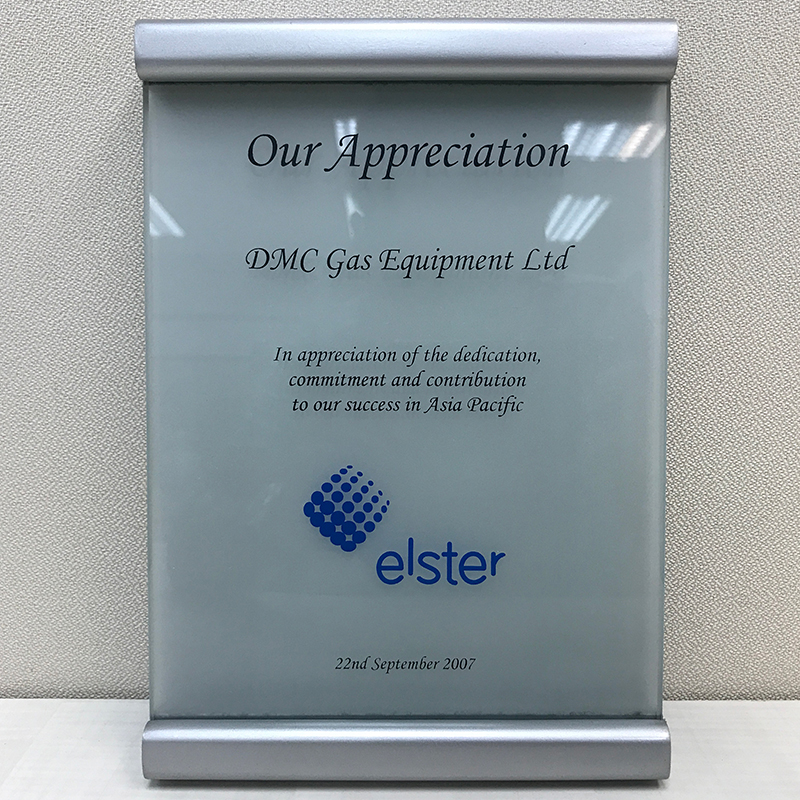 Our Appreciation
DMC Gas Equipment Ltd
In appreciation of the dedication,
commitment and contribution
to our success in Asia Pacific
elster
22nd September 2007